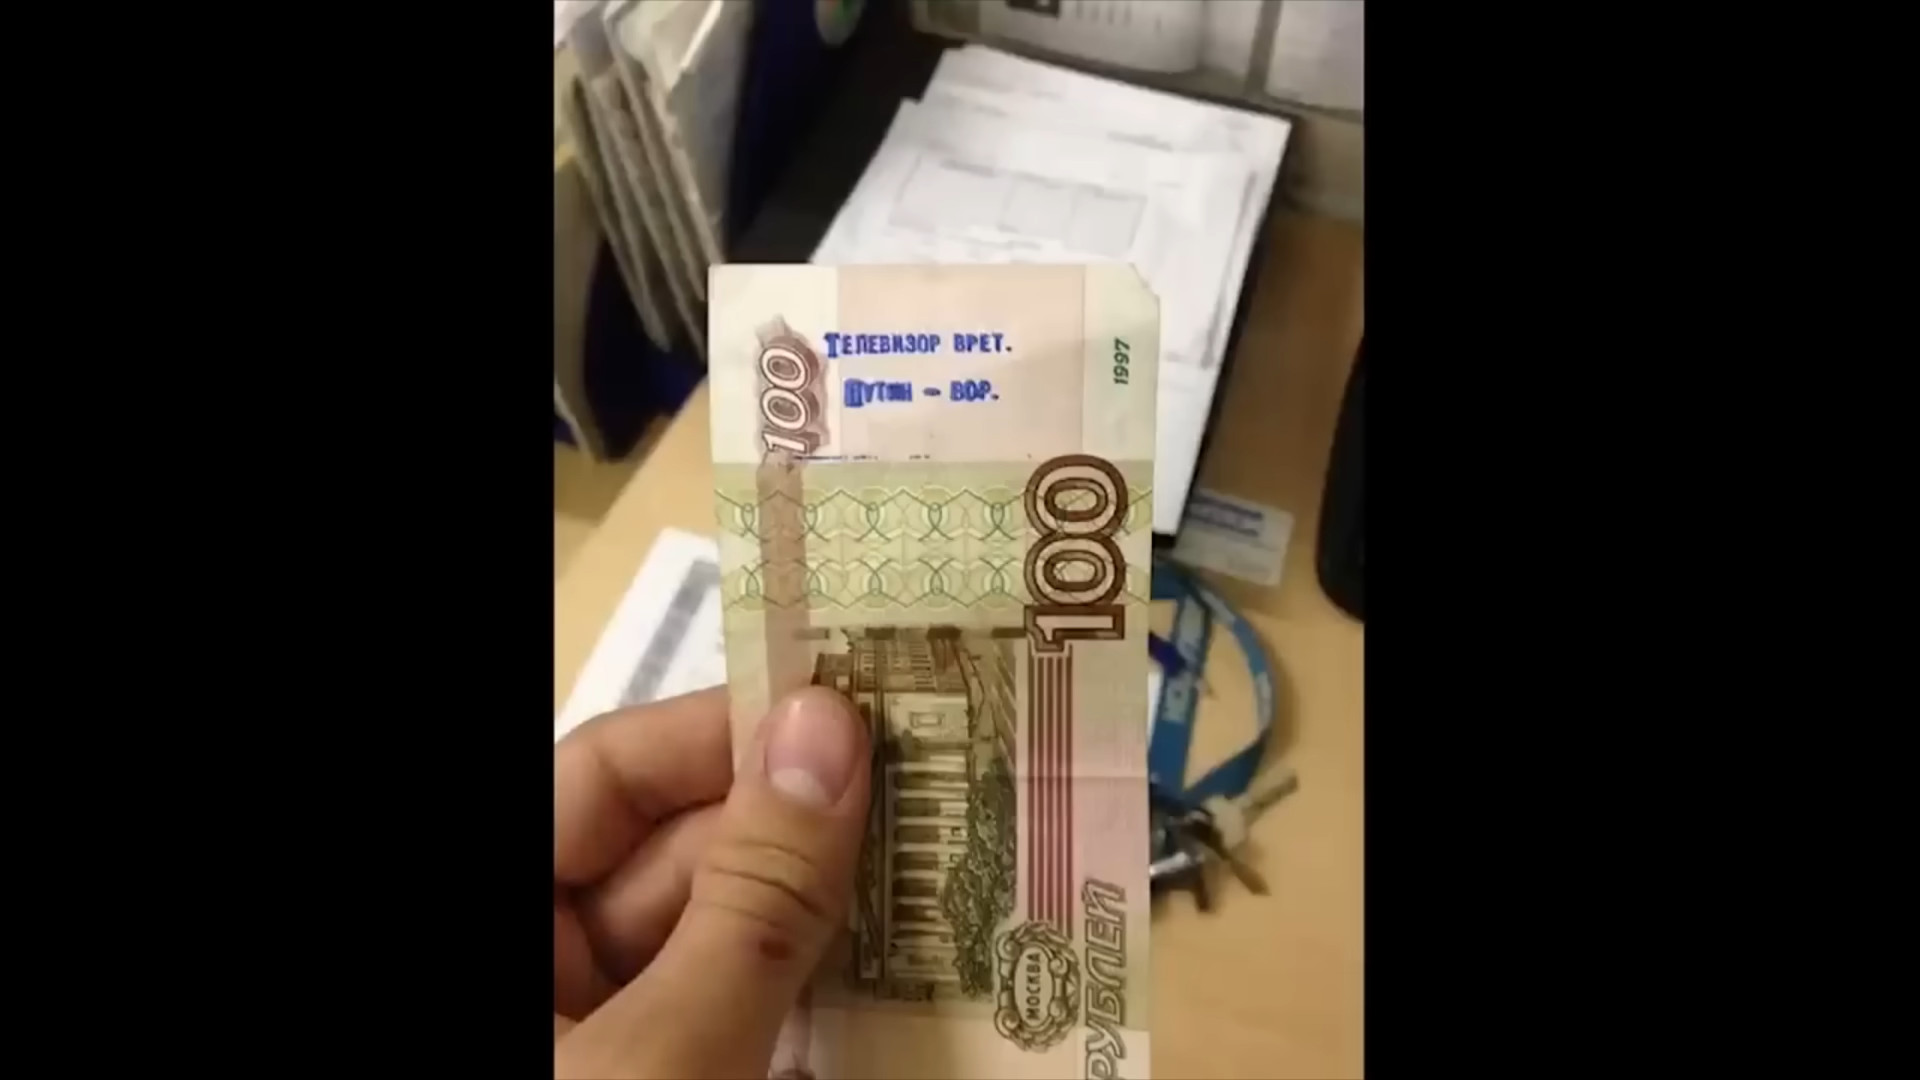 100
ТЕЛЕВИЗОР ВРЕТ.
ПУТИН - ВОР.
1997
100
МОСКВА
РУБЛЕЙ